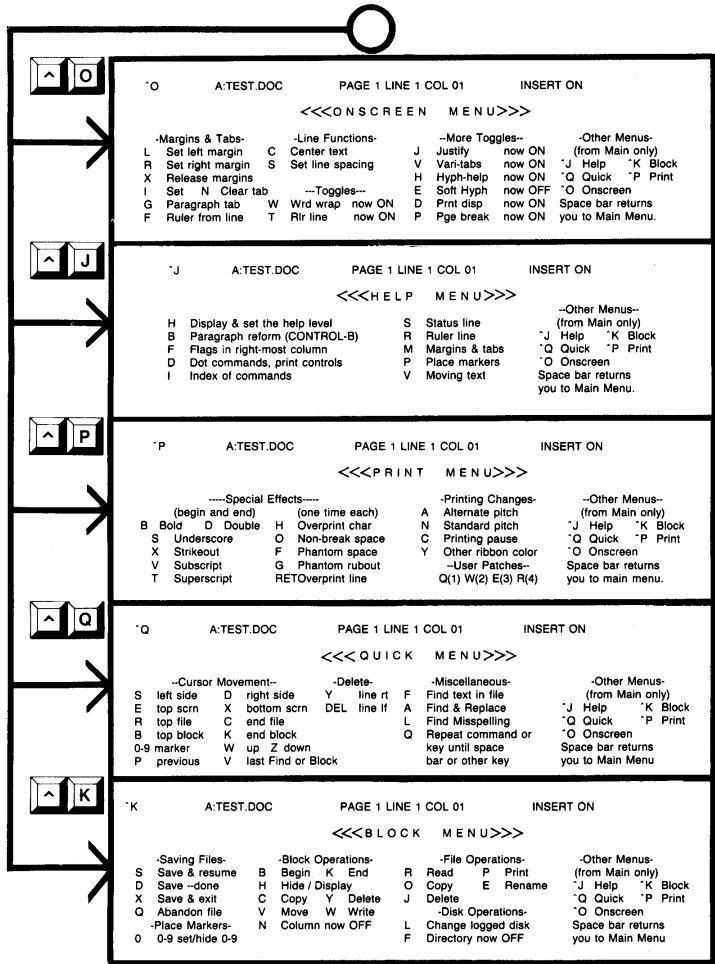 ^ O
^O A:TEST.DOC PAGE 1 LINE 1 COL 01 INSERT ON
<<<ONSCREEN MENU>>>
-Margins & Tabs- -Line Functions- --More Toggles-- -Other Menus-
L Set left margin C Center text J Justify now ON (from Main only)
R Set right margin S Set line spacing V Vari-tabs now ON ^J Help ^K Block
X Release margins H Hyph-help now ON ^Q Quick ^P Print
I Set N Clear tab ---Toggles--- E Soft Hyph now OFF ^O Onscreen
G Paragraph tab W Wrd wrap now ON D Prnt disp now ON Space bar returns
F Ruler from line T Rlr line now ON P Pge break now ON you to Main Menu.
^ J
^J A:TEST.DOC PAGE 1 LINE 1 COL 01 INSERT ON
<<<HELP MENU>>>
--Other Menus--
H Display & set the help level S Status line (from Main only)
B Paragraph reform (CONTROL-B) R Ruler line ^J Help ^K Block
F Flags in right-most column M Margins & tabs ^Q Quick ^P Print
D Dot commands, print controls P Place markers ^O Onscreen
I Index of commands V Moving text Space bar returns
you to Main Menu.
^ P
^P A:TEST.DOC PAGE 1 LINE 1 COL 01 INSERT ON
<<<PRINT MENU>>>
-----Special Effects----- -Printing Changes- --Other Menus--
(begin and end) (one time each) A Alternate pitch (from Main only)
B Bold D Double H Overprint char N Standard pitch ^J Help ^K Block
S Underscore O Non-break space C Printing pause ^Q Quick ^P Print
X Strikeout F Phantom space Y Other ribbon color ^O Onscreen
V Subscript G Phantom rubout --User Patches-- Space bar returns
T Superscript RETOverprint line Q(1) W(2) E(3) R(4) you to main menu.
^ Q
^Q A:TEST.DOC PAGE 1 LINE 1 COL 01 INSERT ON
<<<QUICK MENU>>>
--Cursor Movement-- -Delete- -Miscellaneous- -Other Menus-
S left side D right side Y line rt F Find text in file (from Main only)
E top scrn X bottom scrn DEL line lf A Find & Replace ^J Help ^K Block
R top file C end file L Find Misspelling ^Q Quick ^P Print
B top block K end block Q Repeat command or ^O Onscreen
0-9 marker W up Z down key until space Space bar returns
P previous V last Find or Block bar or other key you to Main Menu
^ K
^K A:TEST.DOC PAGE 1 LINE 1 COL 01 INSERT ON
<<<BLOCK MENU>>>
-Saving Files- -Block Operations- -File Operations- -Other Menus-
S Save & resume B Begin K End R Read P Print (from Main only)
D Save --done H Hide / Display O Copy E Rename ^J Help ^K Block
X Save & exit C Copy Y Delete J Delete ^Q Quick ^P Print
Q Abandon file V Move W Write -Disk Operations- ^O Onscreen
-Place Markers- N Column now OFF L Change logged disk Space bar returns
0 0-9 set/hide 0-9 F Directory now OFF you to Main Menu